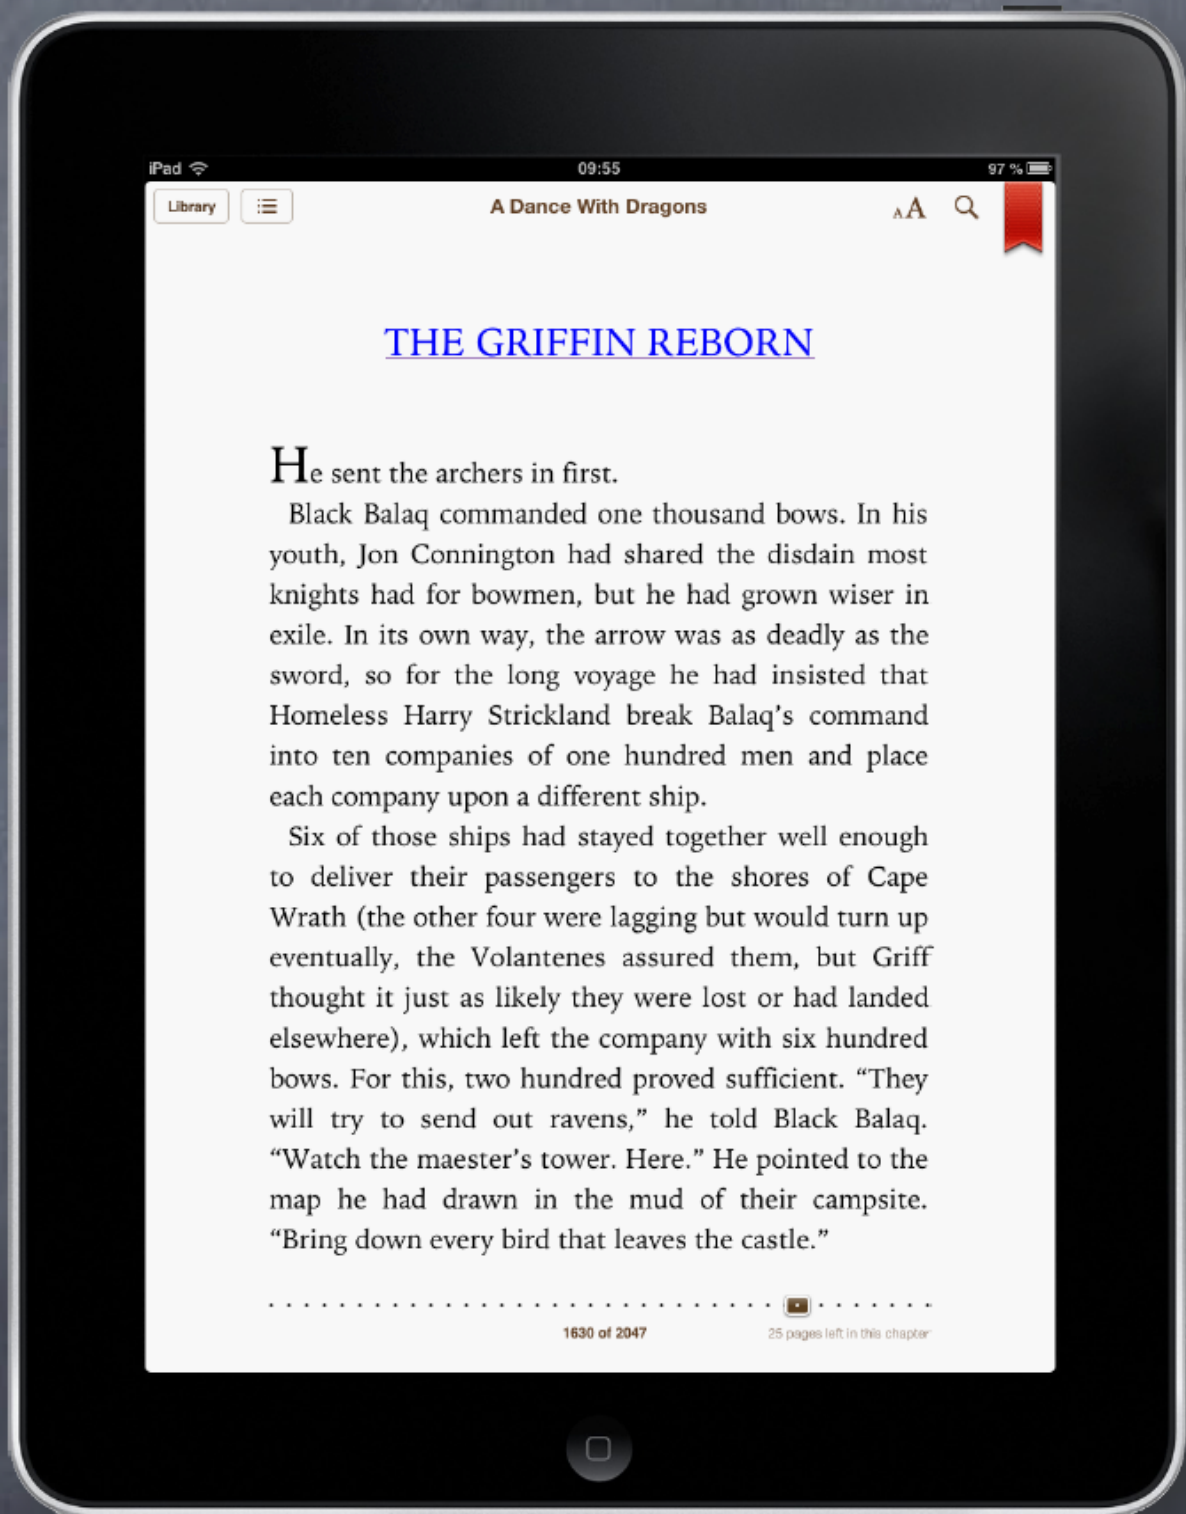 iPad
09:55
97 %
Library
A Dance With Dragons
AA
THE GRIFFIN REBORN
He sent the archers in first.
Black Balaq commanded one thousand bows. In his
youth, Jon Connington had shared the disdain most
knights had for bowmen, but he had grown wiser in
exile. In its own way, the arrow was as deadly as the
sword, so for the long voyage he had insisted that
Homeless Harry Strickland break Balaq’s command
into ten companies of one hundred men and place
each company upon a different ship.
Six of those ships had stayed together well enough
to deliver their passengers to the shores of Cape
Wrath (the other four were lagging but would turn up
eventually, the Volantenes assured them, but Griff
thought it just as likely they were lost or had landed
elsewhere), which left the company with six hundred
bows. For this, two hundred proved sufficient. “They
will try to send out ravens,” he told Black Balaq.
“Watch the maester’s tower. Here.” He pointed to the
map he had drawn in the mud of their campsite.
“Bring down every bird that leaves the castle.”
1630 of 2047
25 pages left in this chapter